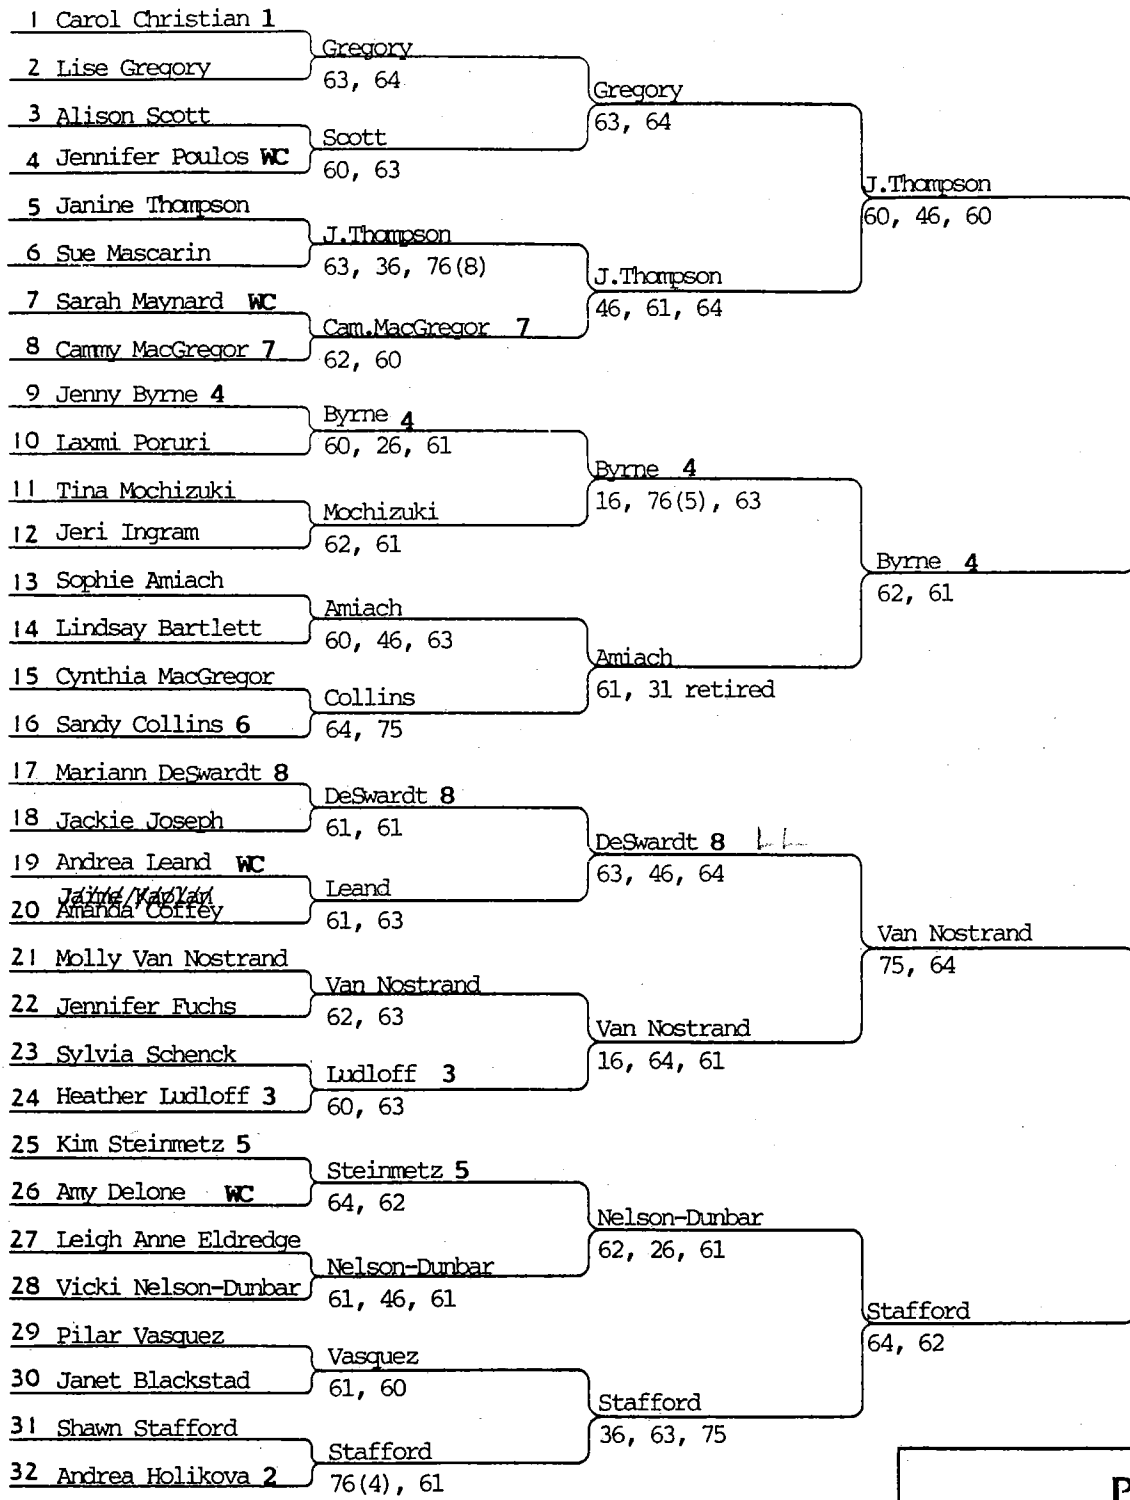 1 Carol Christian 1
2 Lise Gregory
3 Alison Scott
4 Jennifer Poulos WC
5 Janine Thompson
6 Sue Mascarin
7 Sarah Maynard WC
8 Cammy MacGregor 7
9 Jenny Byrne 4
10 Laxmi Poruri
11 Tina Mochizuki
12 Jeri Ingram
13 Sophie Amiach
14 Lindsay Bartlett
15 Cynthia MacGregor
16 Sandy Collins 6
17 Mariann DeSwardt 8
18 Jackie Joseph
19 Andrea Leand WC
Jaime Kaplan
20 Amanda Coffey
21 Molly Van Nostrand
22 Jennifer Fuchs
23 Sylvia Schenck
24 Heather Ludloff 3
25 Kim Steinmetz 5
26 Amy Delone WC
27 Leigh Anne Eldredge
28 Vicki Nelson-Dunbar
29 Pilar Vasquez
30 Janet Blackstad
31 Shawn Stafford
32 Andrea Holikova 2
Gregory
63, 64
Scott
60, 63
J.Thompson
63, 36, 76(8)
Cam.MacGregor 7
62, 60
Byrne 4
60, 26, 61
Mochizuki
62, 61
Amiach
60, 46, 63
Collins
64, 75
DeSwardt 8
61, 61
Leand
61, 63
Van Nostrand
62, 63
Ludloff 3
60, 63
Steinmetz 5
64, 62
Nelson-Dunbar
61, 46, 61
Vasquez
61, 60
Stafford
76(4), 61
Gregory
63, 64
J.Thompson
46, 61, 64
Byrne 4
16, 76(5), 63
Amiach
61, 31 retired
DeSwardt 8
63, 46, 64
Van Nostrand
16, 64, 61
Nelson-Dunbar
62, 26, 61
Stafford
36, 63, 75
J.Thompson
60, 46, 60
Byrne 4
62, 61
Van Nostrand
75, 64
Stafford
64, 62
P